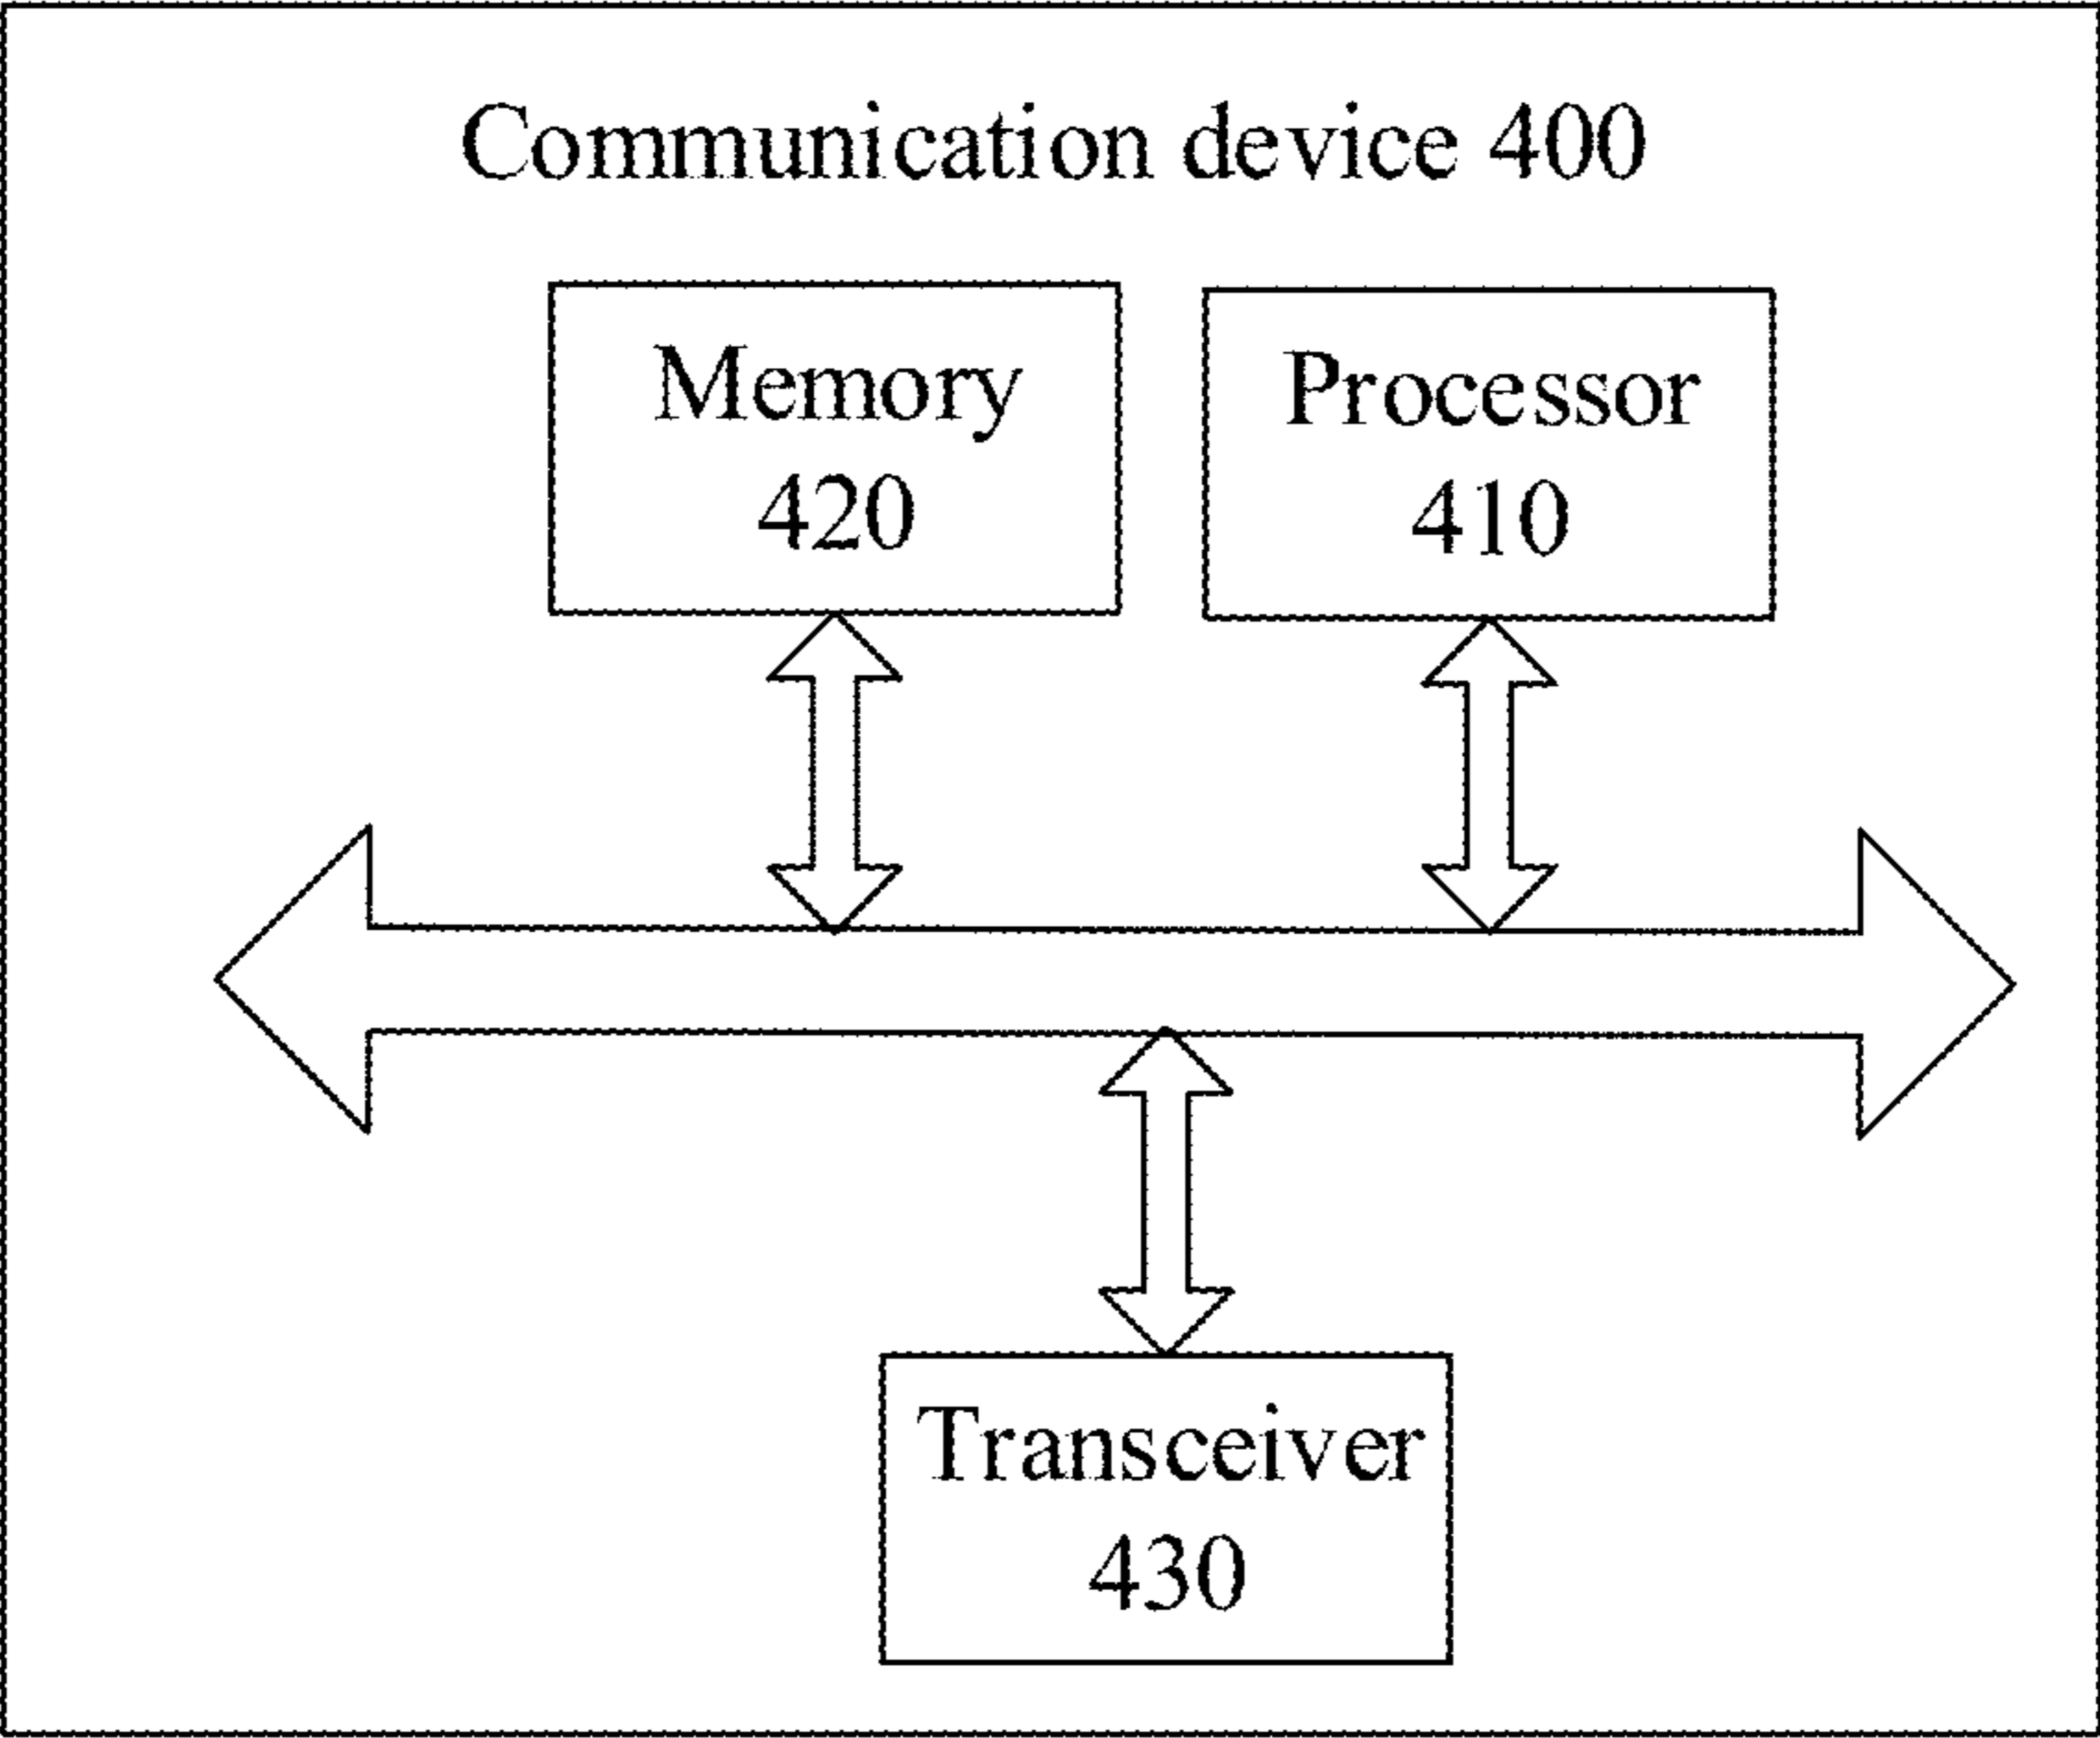 Communication device 400
Memory
420
Processor
410
Transceiver
430